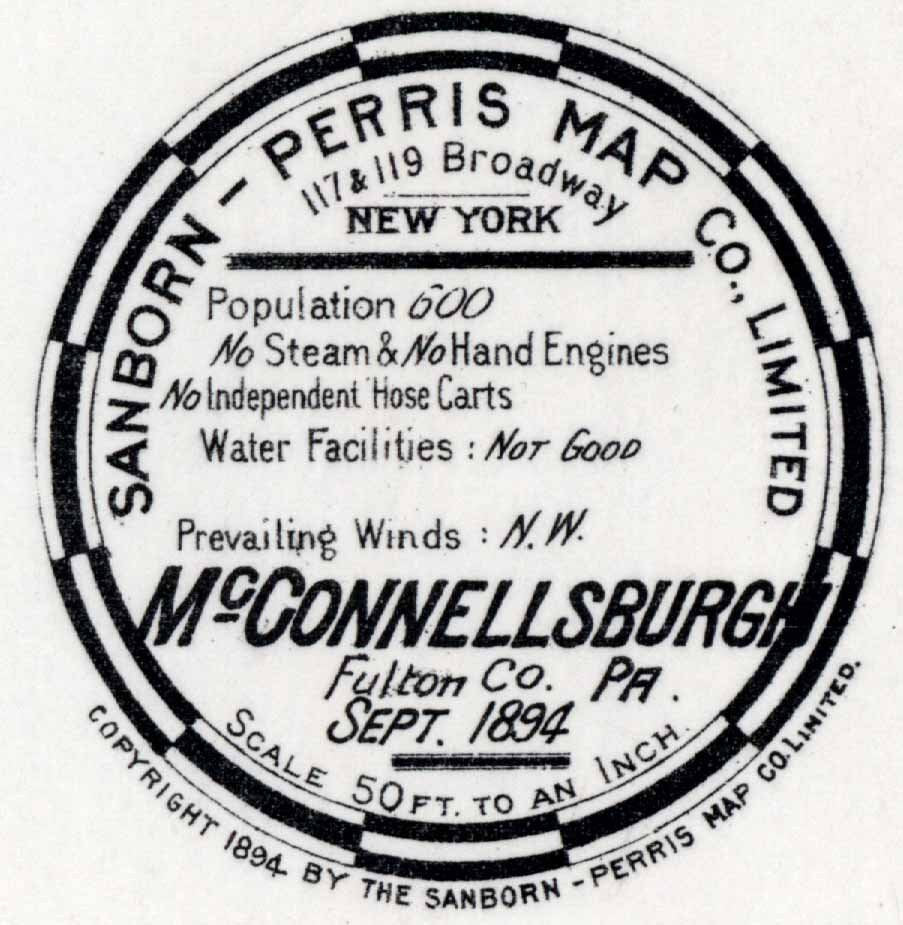 SANBORN - PERRIS MAP CO., LIMITED
117 & 119 Broadway
NEW YORK
Population 600
No Steam & No Hand Engines
No Independent Hose Carts
Water Facilities : NOT GOOD
Prevailing Winds : N. W.
McCONNELLSBURGH
Fulton Co. PA.
SEPT. 1894
SCALE 50 FT. TO AN INCH.
COPYRIGHT 1894 BY THE SANBORN - PERRIS MAP CO. LIMITED.